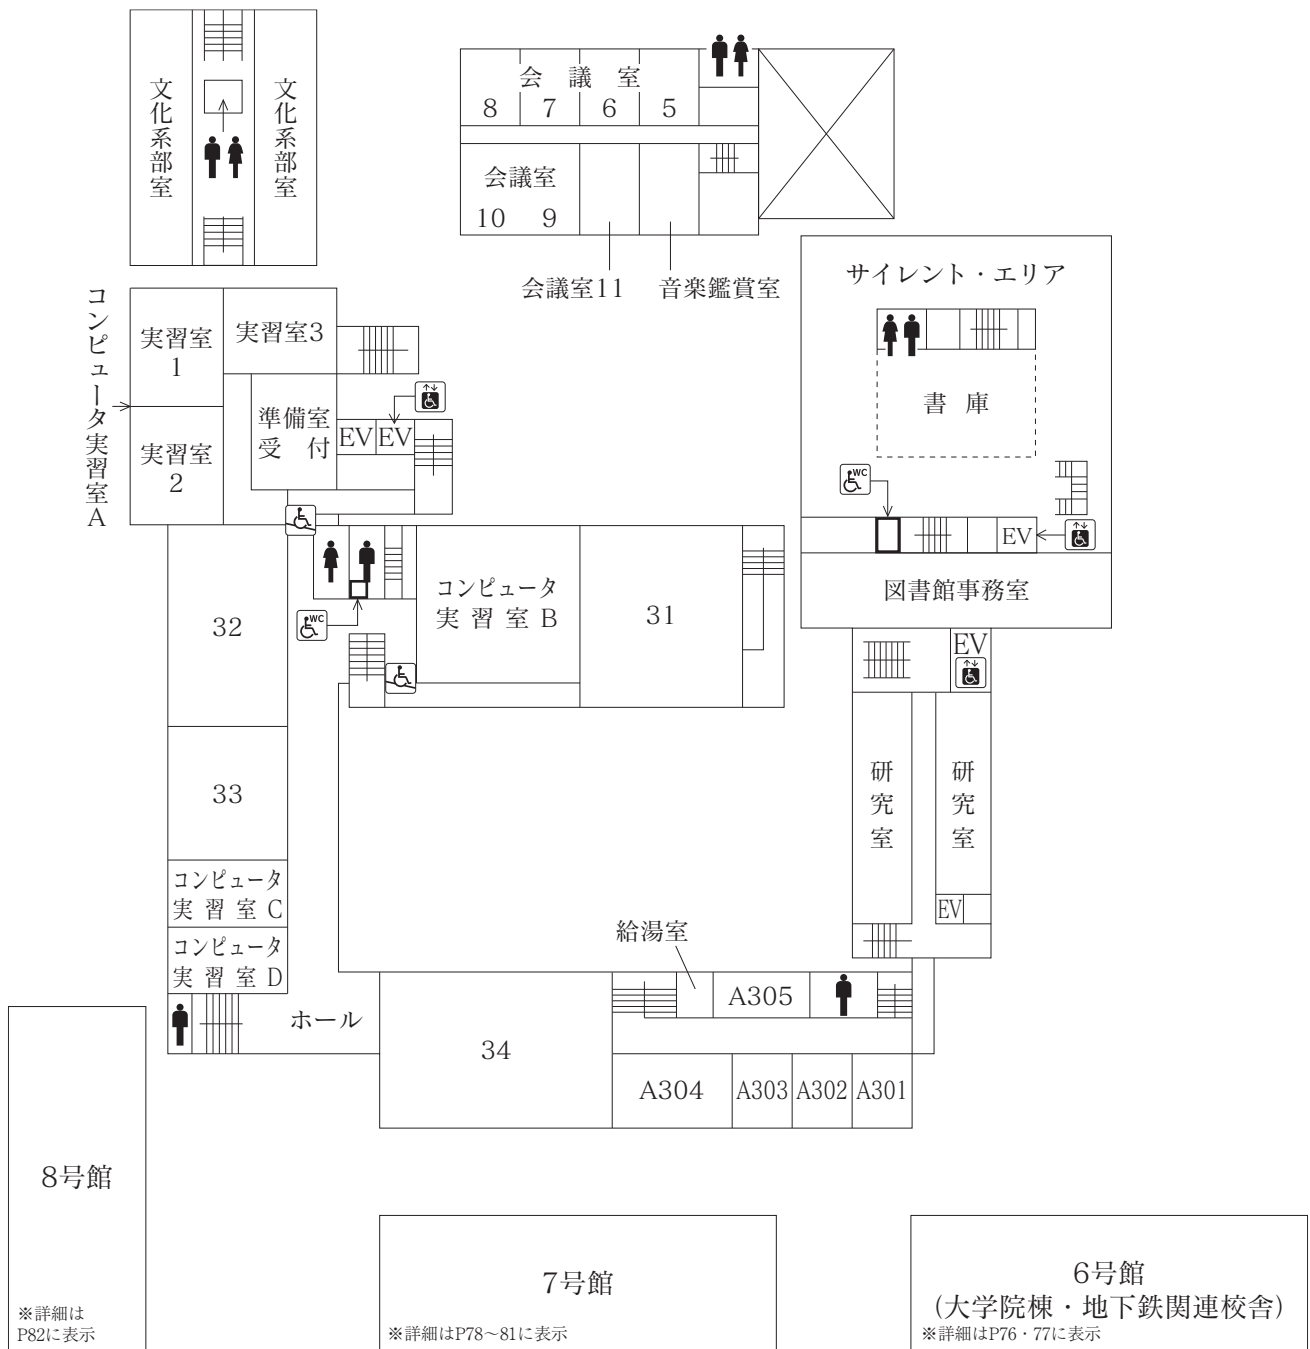 文化系部室
文化系部室
会議室
8 7 6 5
会議室
10 9
会議室11
音楽鑑賞室
サイレント・エリア
書庫
WC
EV
図書館事務室
コンピュータ実習室A
実習室
1
実習室3
準備室
受付
EV
EV
実習室
2
WC
コンピュータ
実習室B
31
32
33
コンピュータ
実習室C
コンピュータ
実習室D
ホール
EV
研究室
研究室
EV
給湯室
A305
34
A304
A303
A302
A301
8号館
※詳細は
P82に表示
7号館
※詳細はP78~81に表示
6号館
(大学院棟・地下鉄関連校舎)
※詳細はP76・77に表示